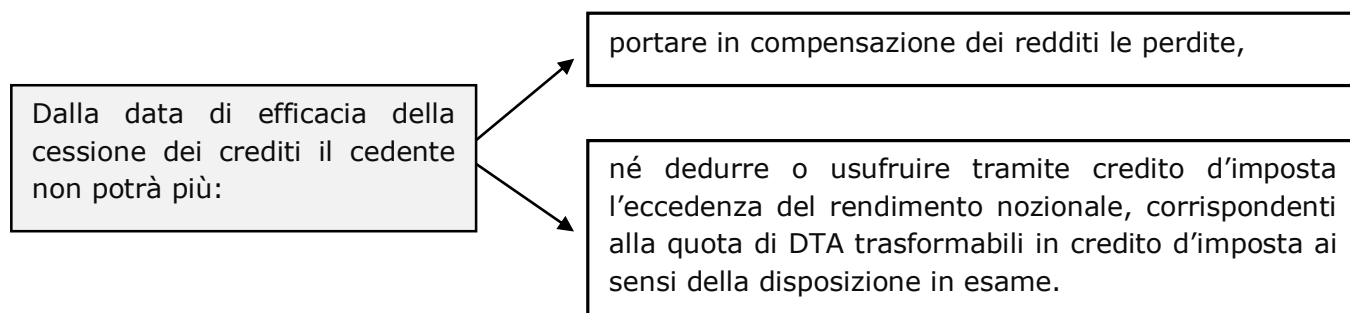 Dalla data di efficacia della
cessione dei crediti il cedente
non potrà più:
portare in compensazione dei redditi le perdite,
né dedurre o usufruire tramite credito d'imposta
l'eccedenza del rendimento nozionale, corrispondenti
alla quota di DTA trasformabili in credito d'imposta ai
sensi della disposizione in esame.